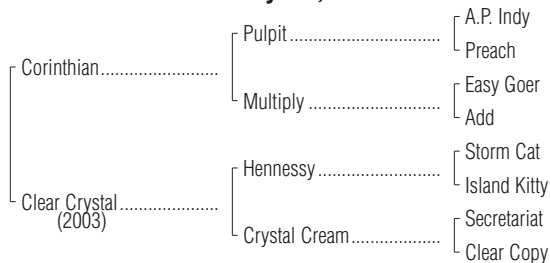 A.P. Indy
Pulpit
Preach
Corinthian
Easy Goer
Multiply
Add
Storm Cat
Hennessy
Island Kitty
Clear Crystal
(2003)
Secretariat
Crystal Cream
Clear Copy